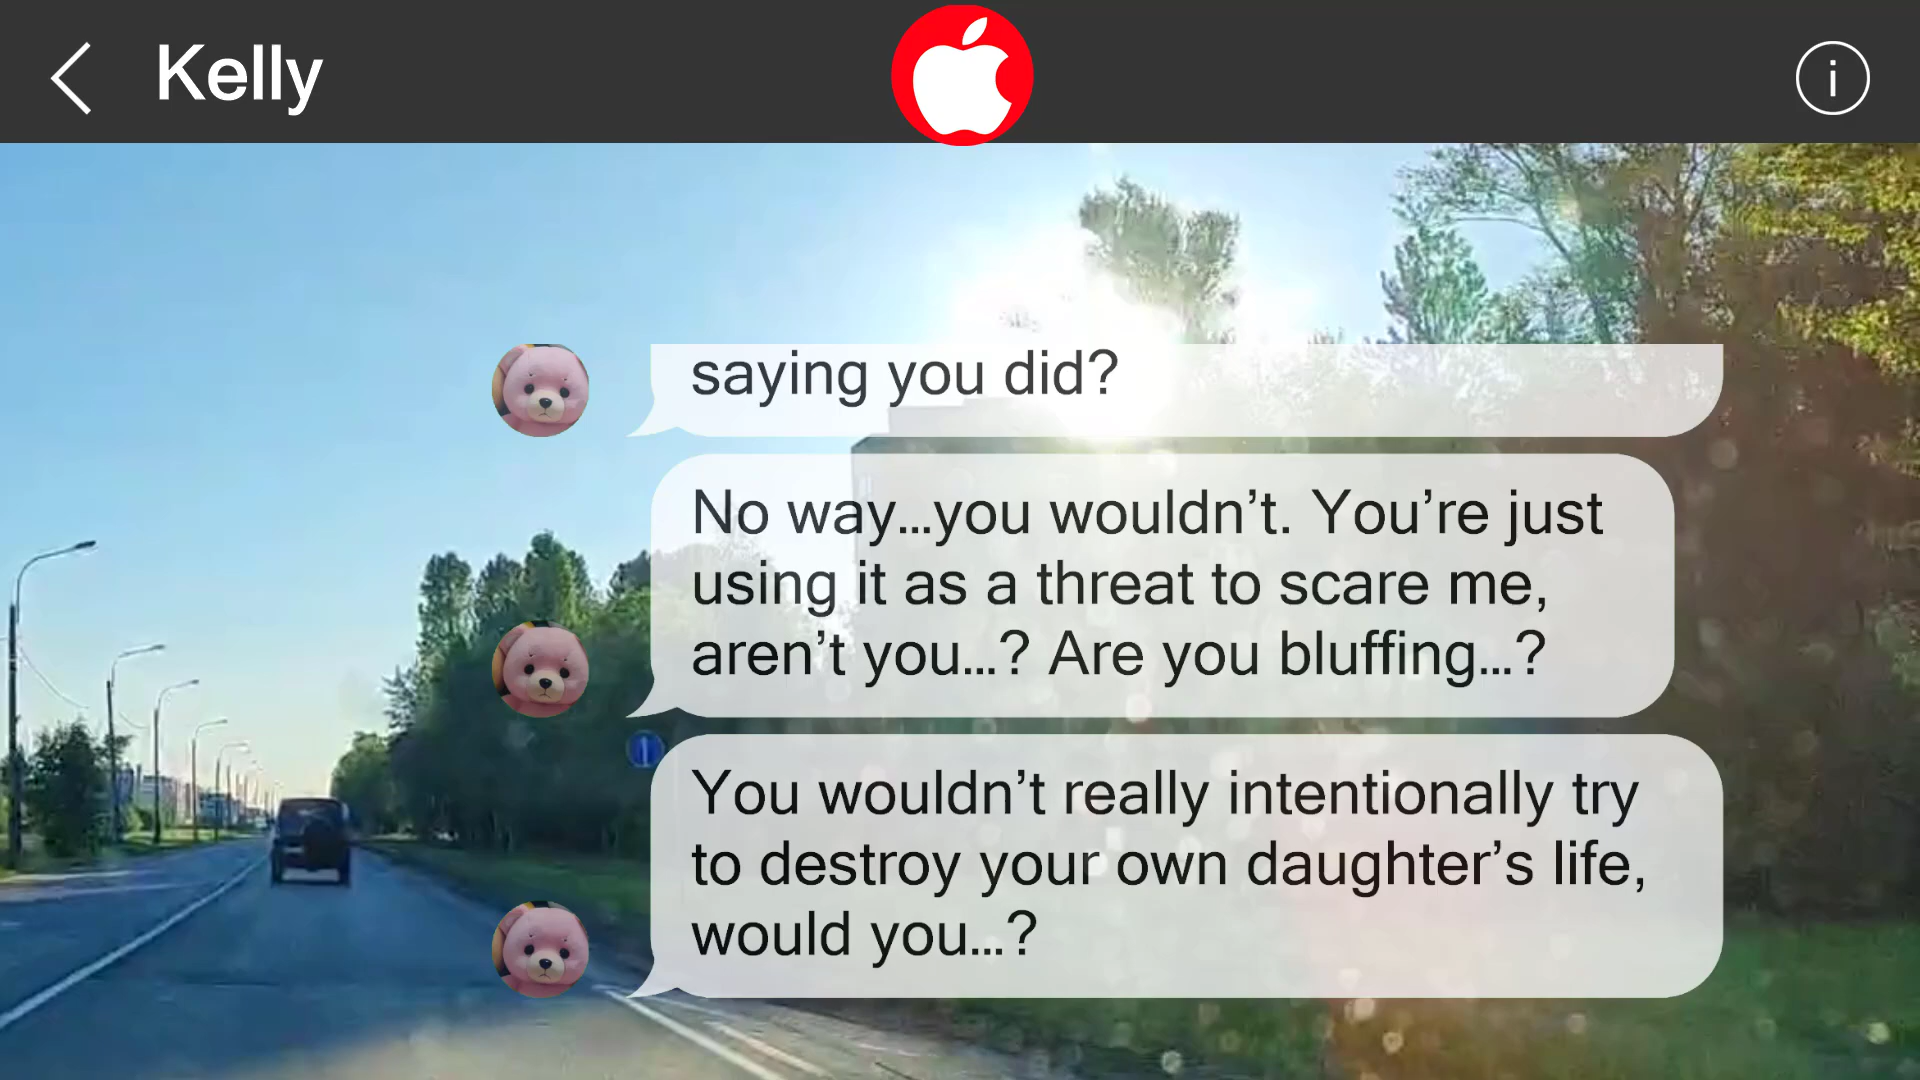 Kelly
i
saying you did?
No way…you wouldn’t. You’re just
using it as a threat to scare me,
aren’t you…? Are you bluffing…?
You wouldn’t really intentionally try
to destroy your own daughter’s life,
would you…?